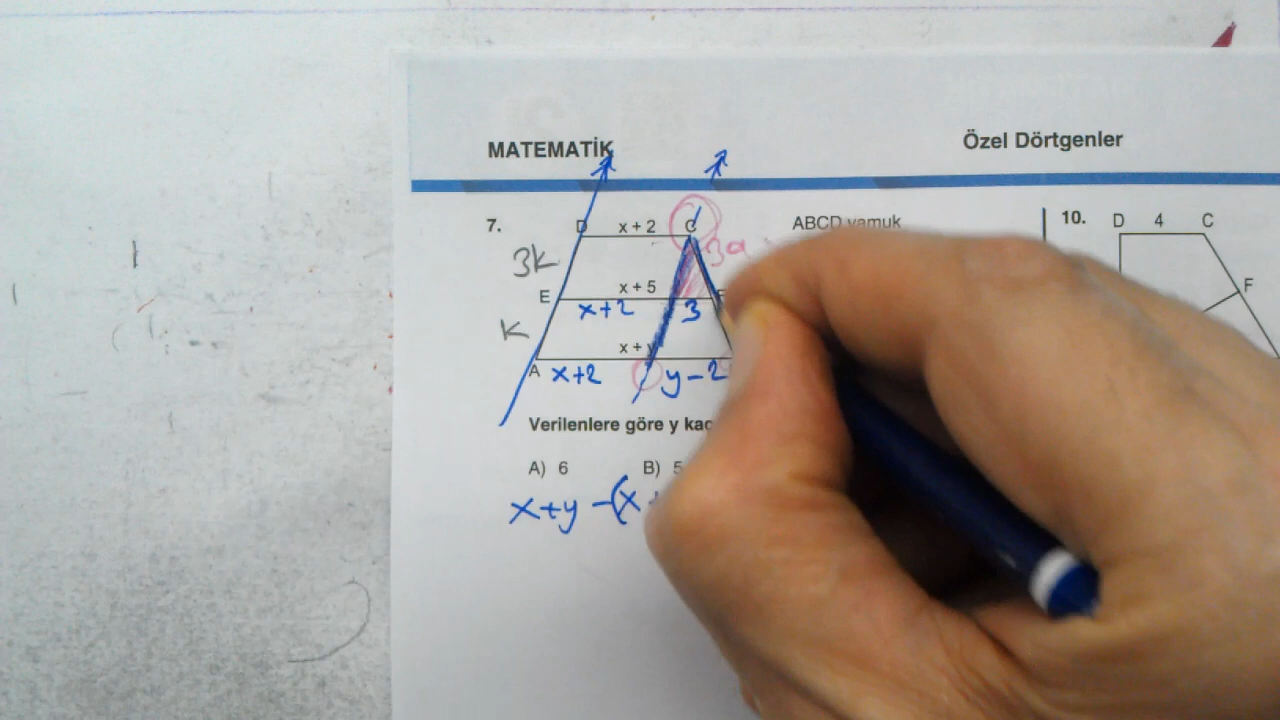 MATEMATİK
Özel Dörtgenler
7.
D x + 2 C
ABCD yamuk
10.
D 4 C
3k
3a
E x + 5 F
x+2 3
F
k
x + y
A x+2 y-2
Verilenlere göre y
A) 6 B) 5
x+y -(x